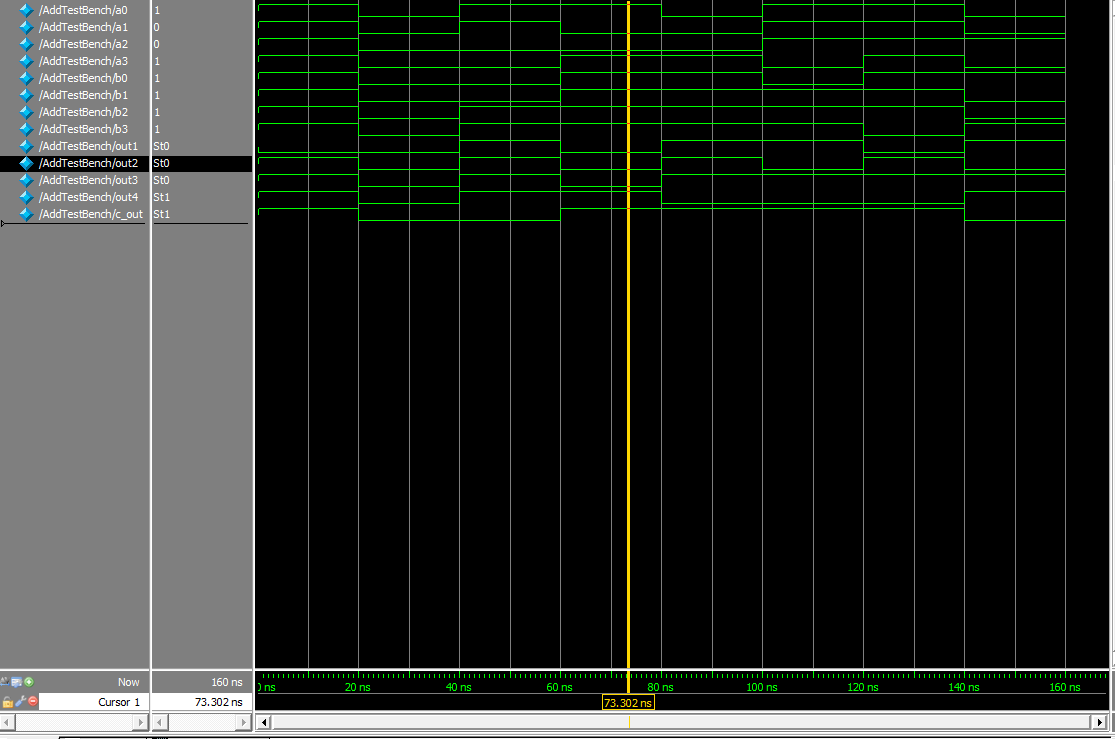 /AddTestBench/a0 1
/AddTestBench/a1 0
/AddTestBench/a2 0
/AddTestBench/a3 1
/AddTestBench/b0 1
/AddTestBench/b1 1
/AddTestBench/b2 1
/AddTestBench/b3 1
/AddTestBench/out1 St0
/AddTestBench/out2 St0
/AddTestBench/out3 St0
/AddTestBench/out4 St1
/AddTestBench/c_out St1
Now 160 ns 0 ns 20 ns 40 ns 60 ns 80 ns 100 ns 120 ns 140 ns 160 ns
Cursor 1 73.302 ns 73.302 ns